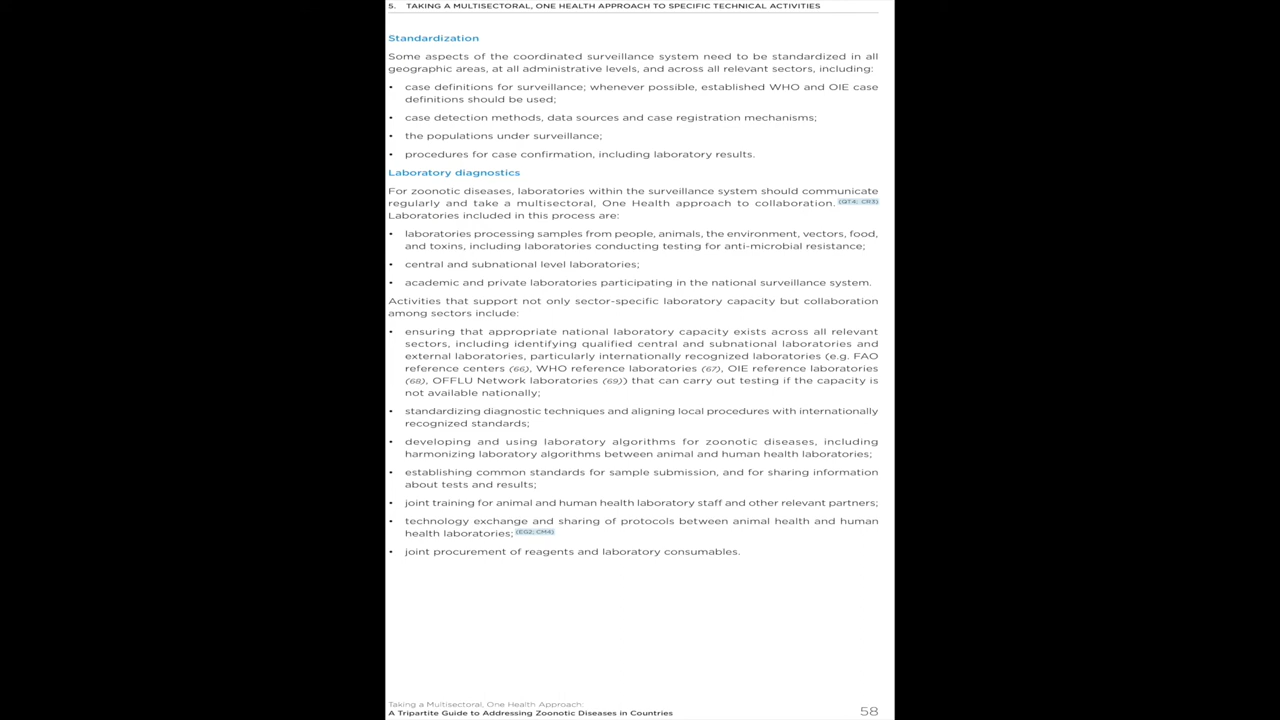 5. TAKING A MULTISECTORAL, ONE HEALTH APPROACH TO SPECIFIC TECHNICAL ACTIVITIES
Standardization
Some aspects of the coordinated surveillance system need to be standardized in all
geographic areas, at all administrative levels, and across all relevant sectors, including:
• case definitions for surveillance; whenever possible, established WHO and OIE case
definitions should be used;
• case detection methods, data sources and case registration mechanisms;
• the populations under surveillance;
• procedures for case confirmation, including laboratory results.
Laboratory diagnostics
For zoonotic diseases, laboratories within the surveillance system should communicate
regularly and take a multisectoral, One Health approach to collaboration. (QT4; CR3)
Laboratories included in this process are:
• laboratories processing samples from people, animals, the environment, vectors, food,
and toxins, including laboratories conducting testing for anti-microbial resistance;
• central and subnational level laboratories;
• academic and private laboratories participating in the national surveillance system.
Activities that support not only sector-specific laboratory capacity but collaboration
among sectors include:
• ensuring that appropriate national laboratory capacity exists across all relevant
sectors, including identifying qualified central and subnational laboratories and
external laboratories, particularly internationally recognized laboratories (e.g. FAO
reference centers (66), WHO reference laboratories (67), OIE reference laboratories
(68), OFFLU Network laboratories (69)) that can carry out testing if the capacity is
not available nationally;
• standardizing diagnostic techniques and aligning local procedures with internationally
recognized standards;
• developing and using laboratory algorithms for zoonotic diseases, including
harmonizing laboratory algorithms between animal and human health laboratories;
• establishing common standards for sample submission, and for sharing information
about tests and results;
• joint training for animal and human health laboratory staff and other relevant partners;
• technology exchange and sharing of protocols between animal health and human
health laboratories; (EG2; CM4)
• joint procurement of reagents and laboratory consumables.
Taking a Multisectoral, One Health Approach:
A Tripartite Guide to Addressing Zoonotic Diseases in Countries
58